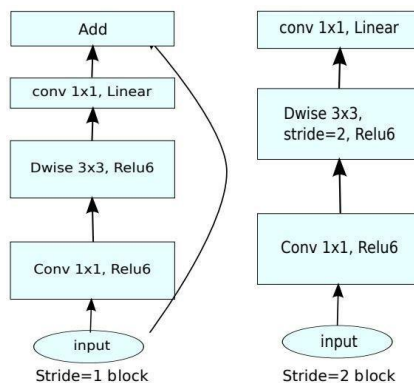 Add
conv 1x1, Linear
Dwise 3x3, Relu6
Conv 1x1, Relu6
input
Stride=1 block
conv 1x1, Linear
Dwise 3x3,
stride=2, Relu6
Conv 1x1, Relu6
input
Stride=2 block